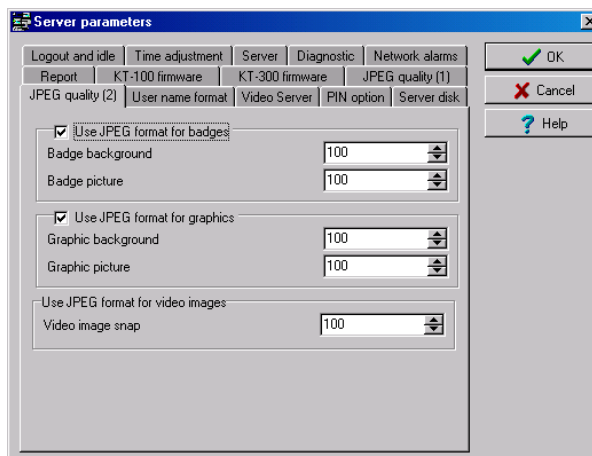 Server parameters
Logout and idle Time adjustment Server Diagnostic Network alarms
Report KT-100 firmware KT-300 firmware JPEG quality (1)
JPEG quality (2) User name format Video Server PIN option Server disk
OK
Cancel
Help
Use JPEG format for badges
Badge background 100
Badge picture 100
Use JPEG format for graphics
Graphic background 100
Graphic picture 100
Use JPEG format for video images
Video image snap 100